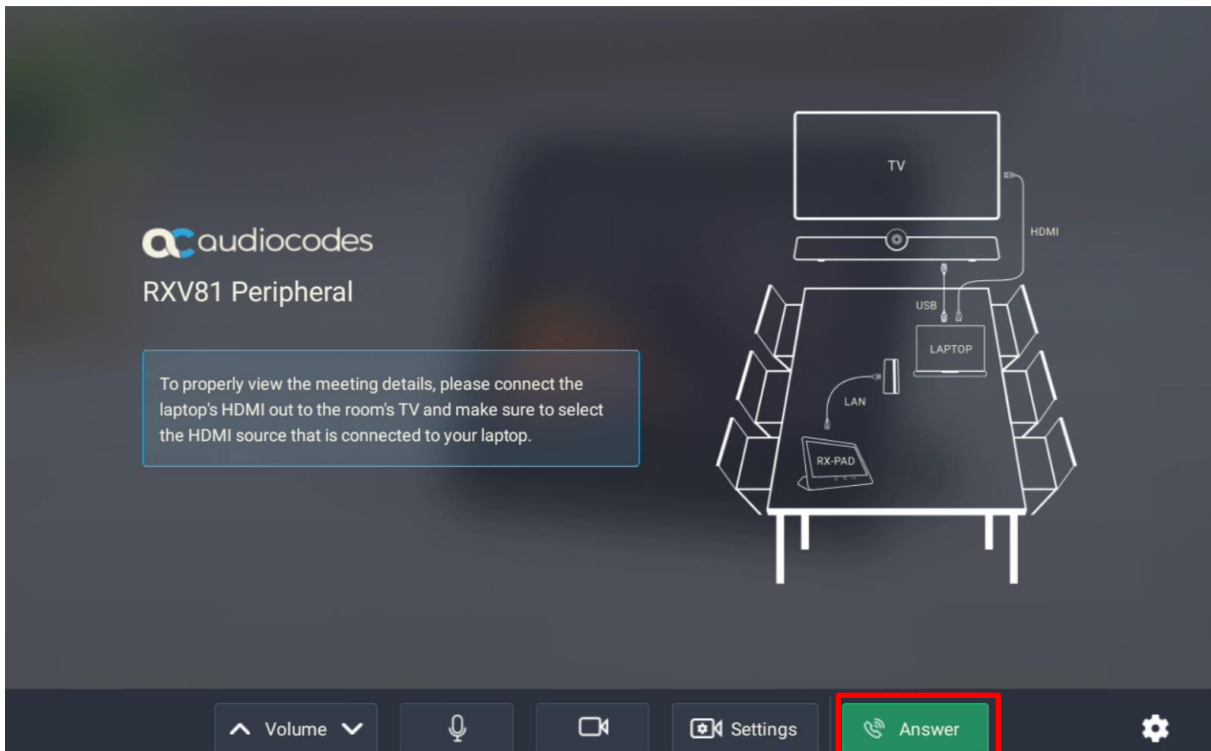 audiocodes
RXV81 Peripheral
To properly view the meeting details, please connect the
laptop's HDMI out to the room's TV and make sure to select
the HDMI source that is connected to your laptop.
TV
HDMI
USB
LAPTOP
LAN
RX-PAD
Volume
Settings
Answer